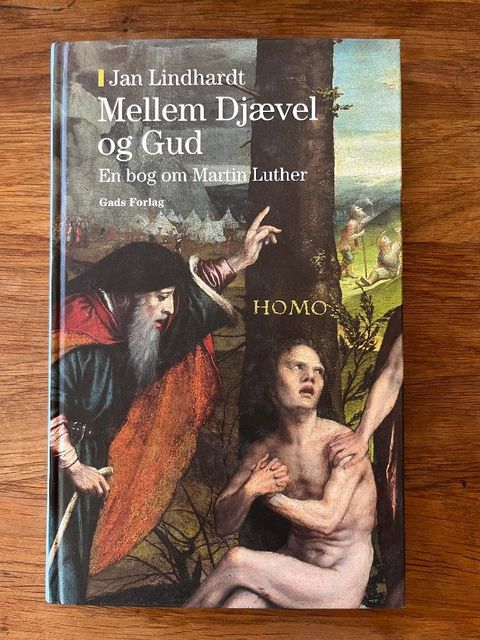 Jan Lindhardt
Mellem Djævel
og Gud
En bog om Martin Luther
Gads Forlag
HOMO